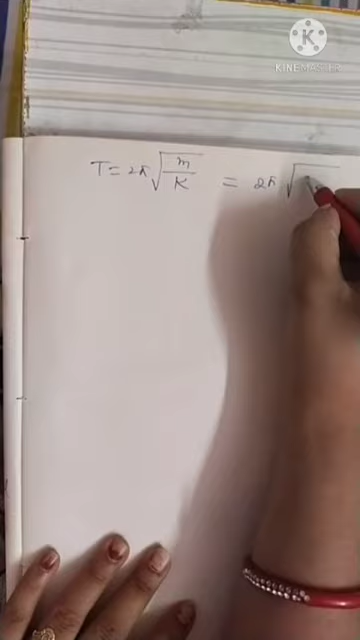 KINEMASTER
T = 2π √(m/K) = 2π √